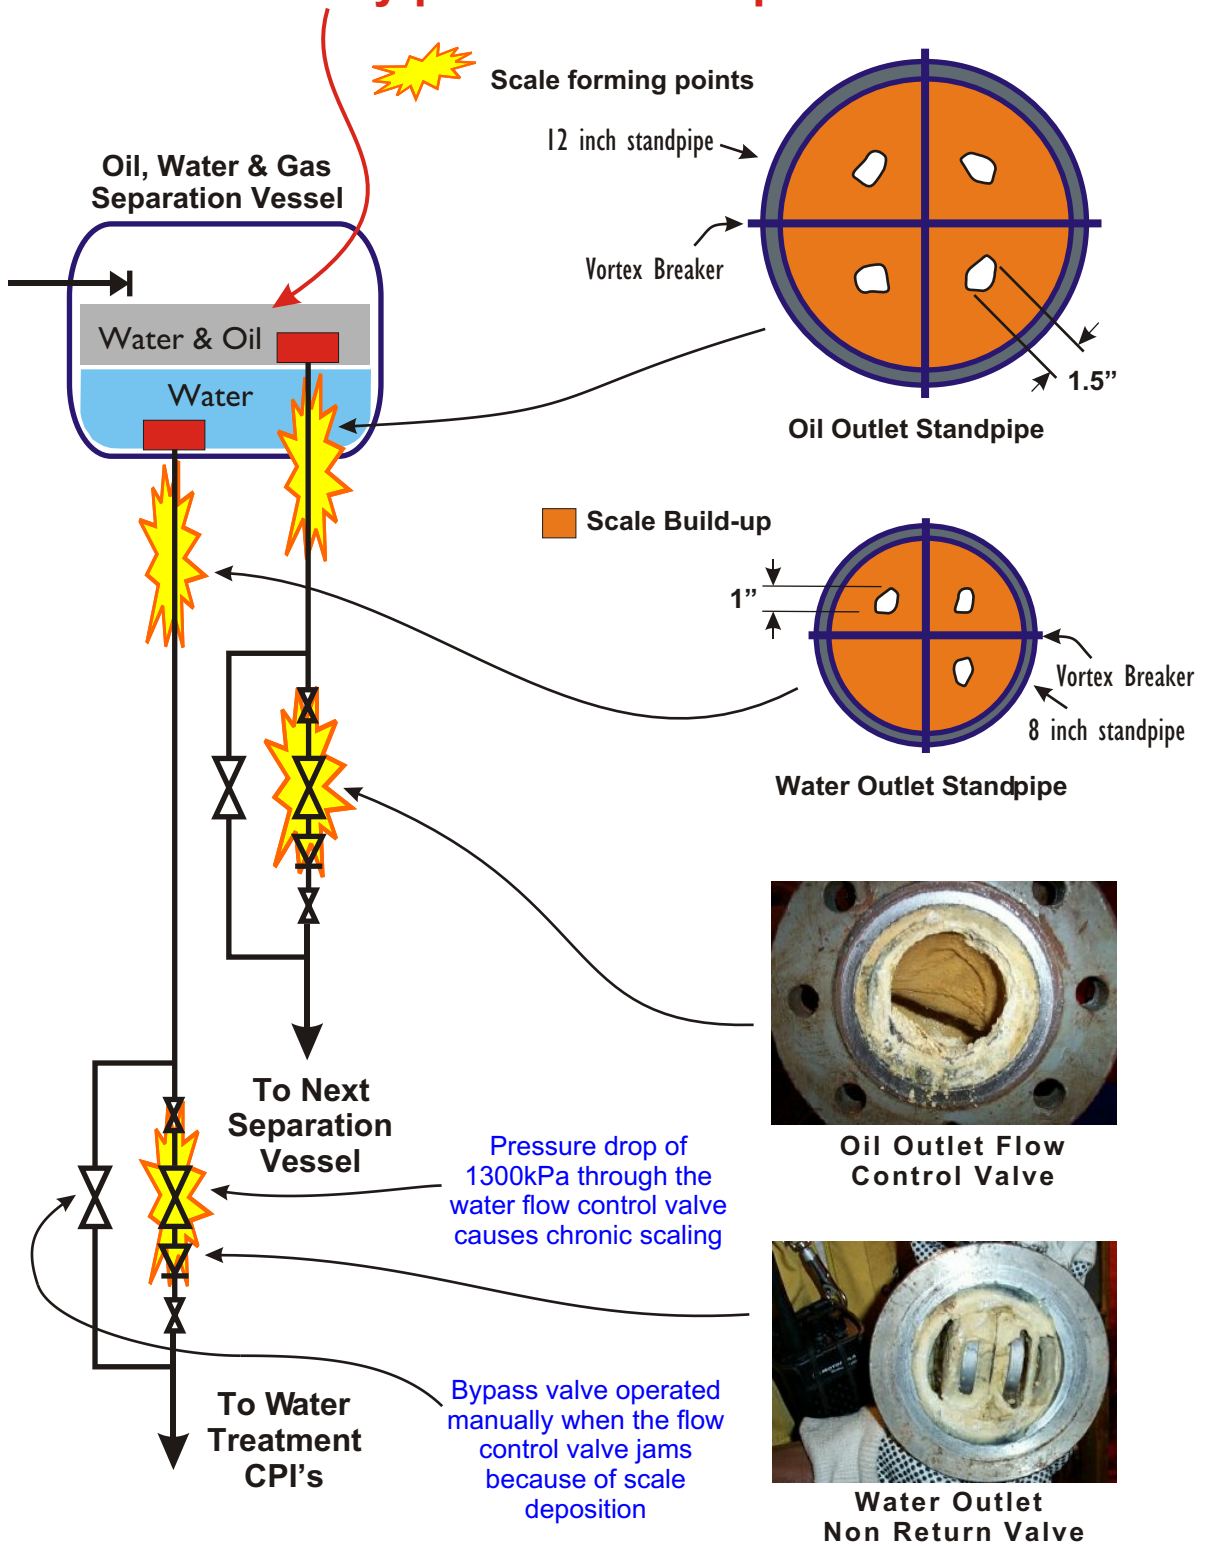 Scale forming points
12 inch standpipe
Oil, Water & Gas
Separation Vessel
Vortex Breaker
Water & Oil
1.5”
Water
Oil Outlet Standpipe
Scale Build-up
1”
Vortex Breaker
8 inch standpipe
Water Outlet Standpipe
To Next
Separation
Vessel
Pressure drop of
1300kPa through the
water flow control valve
causes chronic scaling
Oil Outlet Flow
Control Valve
To Water
Treatment
CPI’s
Bypass valve operated
manually when the flow
control valve jams
because of scale
deposition
MOTOROLA
Water Outlet
Non Return Valve